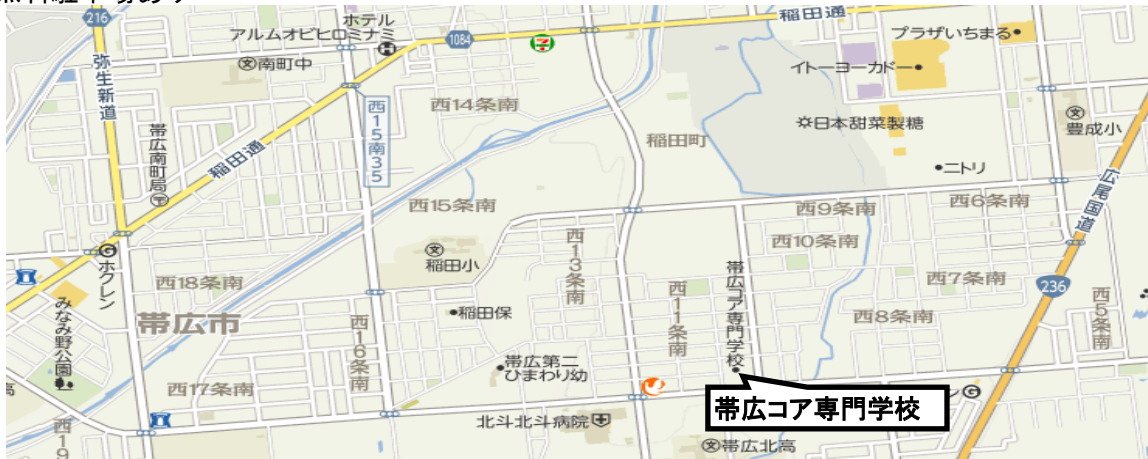 216
ホテル
アルムオビヒロミナミ
1084
稲田通
プラザいちまる
南町中
イトーヨーカドー
弥生新道
西14条南
西15南35
日本甜菜製糖
豊成小
帯広南町局
稲田通
稲田町
ニトリ
西15条南
西9条南
西6条南
広尾国道
西10条南
稲田小
西13条南
ホクレン
西18条南
西7条南
帯広コア専門学校
236
みなみ野公園
帯広市
稲田保
西11条南
西8条南
西5条南
西16条南
帯広第二
ひまわり幼
西17条南
帯広コア専門学校
北斗北斗病院
西19
帯広北高